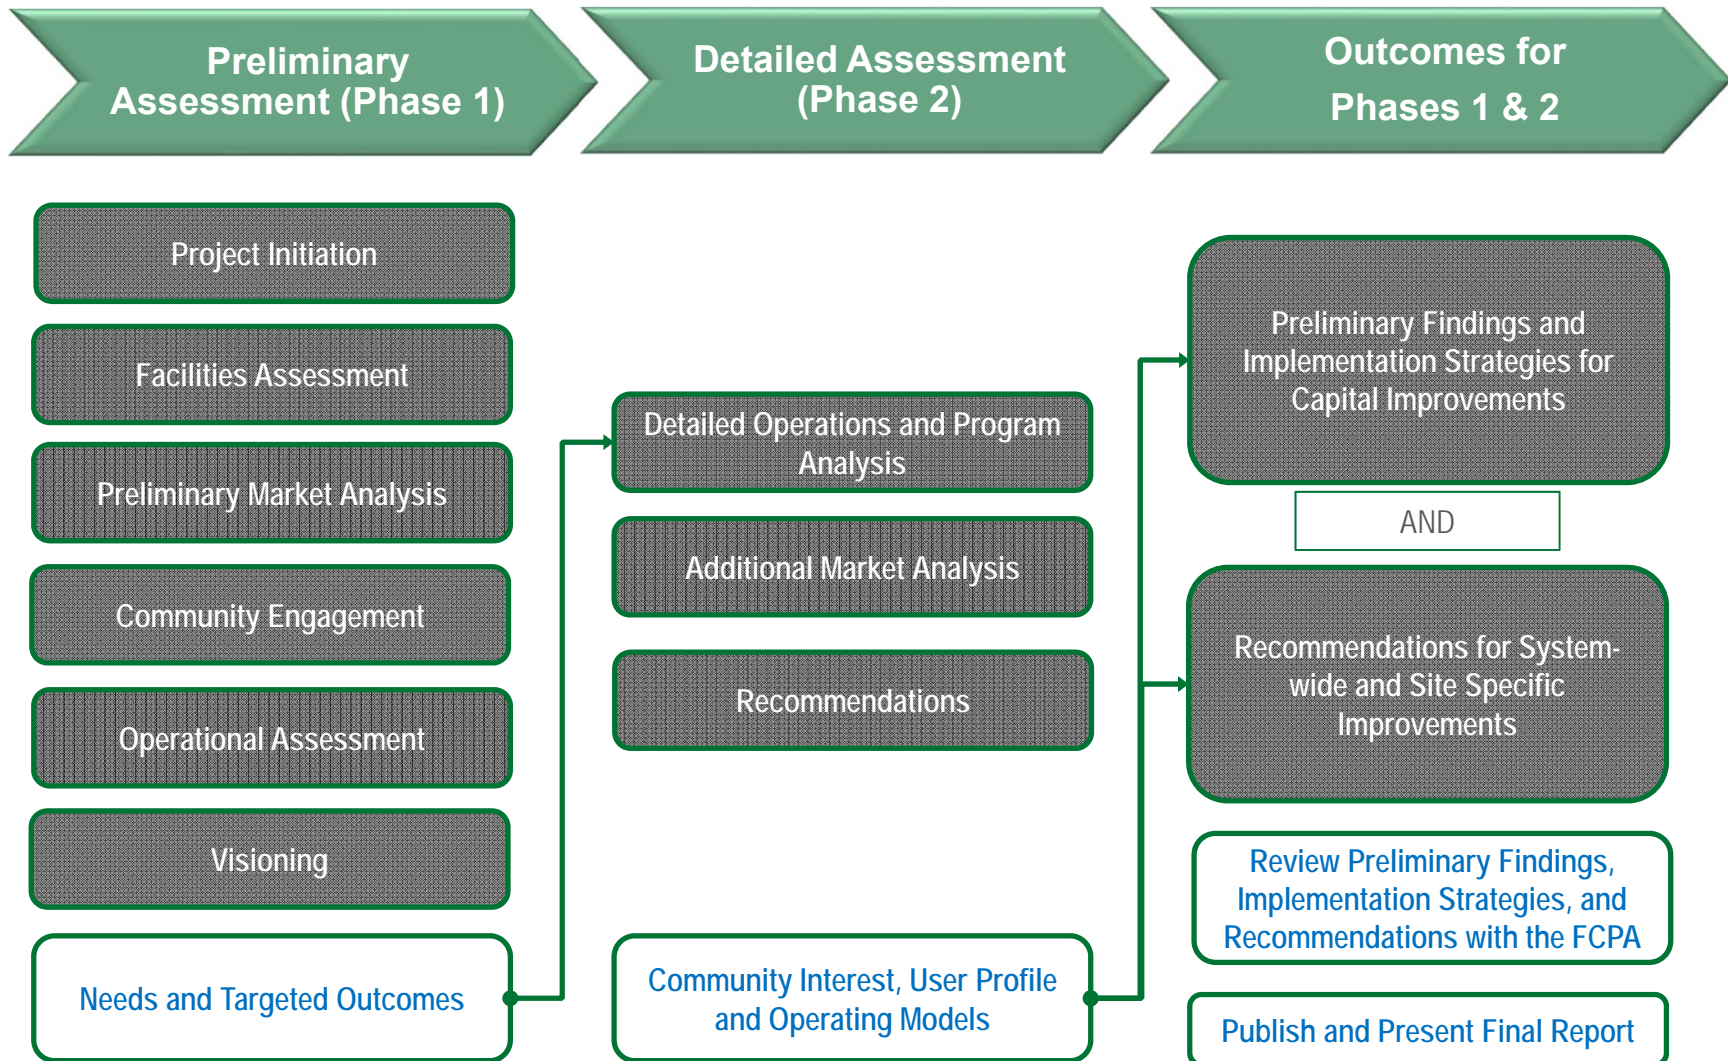 Preliminary
Assessment (Phase 1)
Detailed Assessment
(Phase 2)
Outcomes for
Phases 1 & 2
Project Initiation
Facilities Assessment
Preliminary Market Analysis
Community Engagement
Operational Assessment
Visioning
Needs and Targeted Outcomes
Detailed Operations and Program
Analysis
Additional Market Analysis
Recommendations
Community Interest, User Profile
and Operating Models
Preliminary Findings and
Implementation Strategies for
Capital Improvements
AND
Recommendations for System-
wide and Site Specific
Improvements
Review Preliminary Findings,
Implementation Strategies, and
Recommendations with the FCPA
Publish and Present Final Report